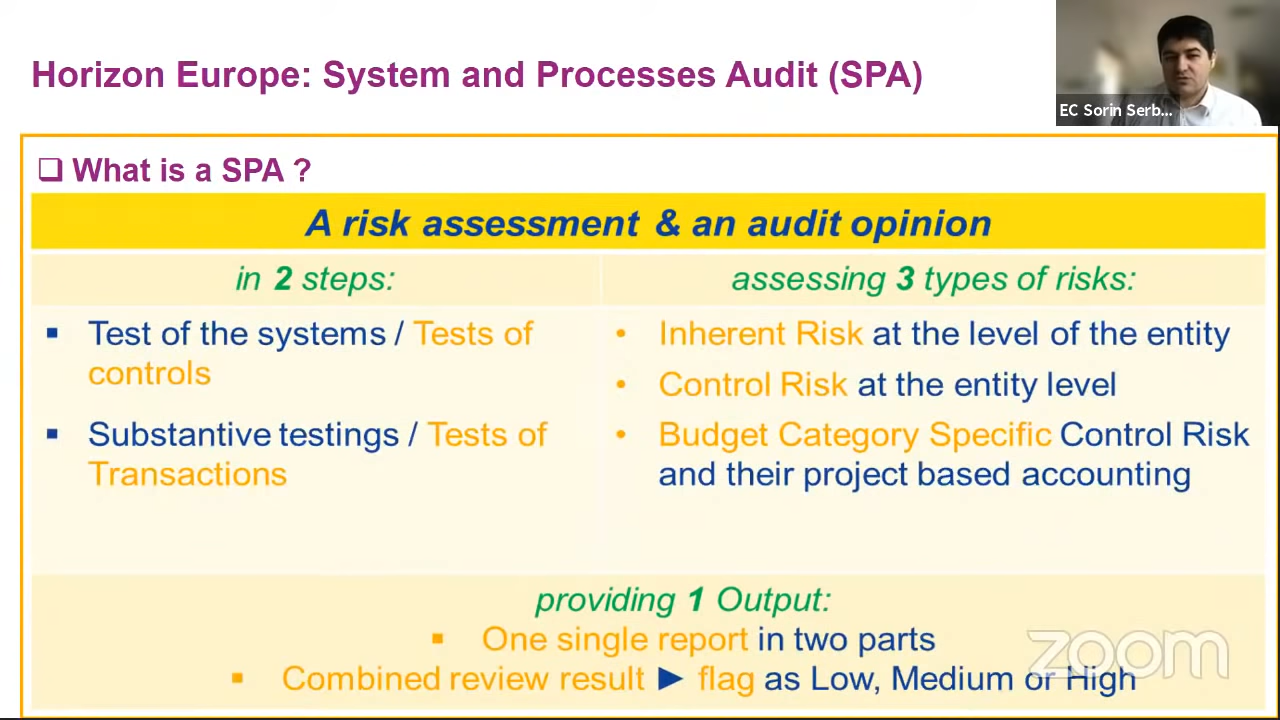 Horizon Europe: System and Processes Audit (SPA)
EC Sorin Serb...
❑ What is a SPA ?
A risk assessment & an audit opinion
in 2 steps:
▪ Test of the systems / Tests of
controls
▪ Substantive testings / Tests of
Transactions
assessing 3 types of risks:
• Inherent Risk at the level of the entity
• Control Risk at the entity level
• Budget Category Specific Control Risk
and their project based accounting
providing 1 Output:
▪ One single report in two parts
▪ Combined review result ► flag as Low, Medium or High
zoom